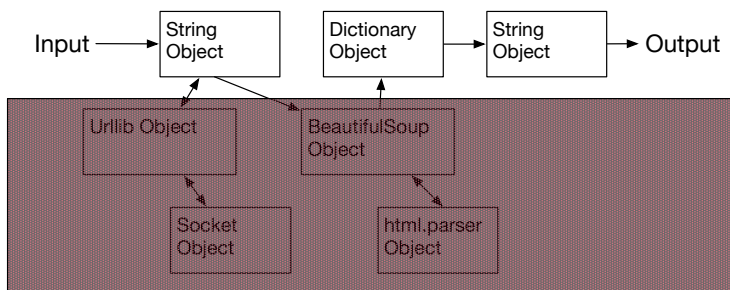 Input
String
Object
Dictionary
Object
String
Object
Output
Urllib Object
BeautifulSoup
Object
Socket
Object
html.parser
Object